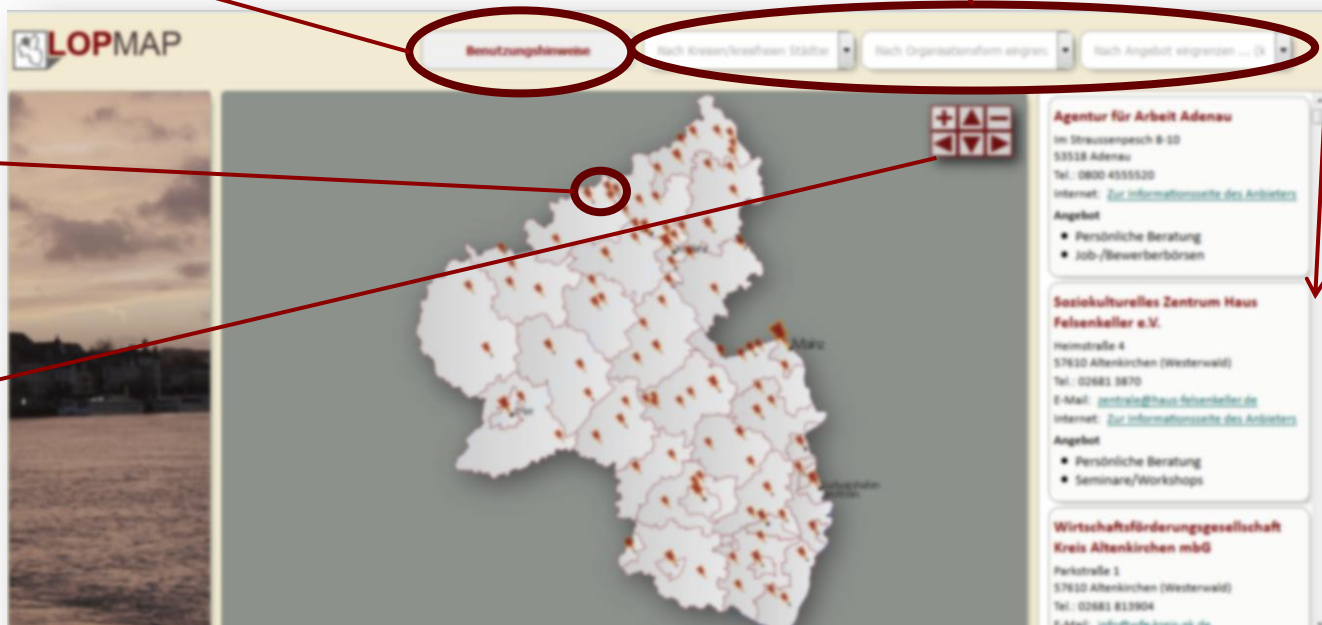 LOPMAP
Benutzungshinweise
Nach Kreisen/kreisfreien Städten
Nach Organisationsform eingrenz
Nach Angebot eingrenzen ... (k
Mainz
Agentur für Arbeit Adenau
Im Straussenpesch 8-10
53518 Adenau
Tel.: 0800 4555520
Internet: Zur Informationsseite des Anbieters
Angebot
• Persönliche Beratung
• Job-/Bewerberbörsen
Soziokulturelles Zentrum Haus
Felsenkeller e.V.
Heimstraße 4
57610 Altenkirchen (Westerwald)
Tel.: 02681 3870
E-Mail: zentrale@haus-felsenkeller.de
Internet: Zur Informationsseite des Anbieters
Angebot
• Persönliche Beratung
• Seminare/Workshops
Wirtschaftsförderungsgesellschaft
Kreis Altenkirchen mbG
Parkstraße 1
57610 Altenkirchen (Westerwald)
Tel.: 02681 813904
E-Mail: